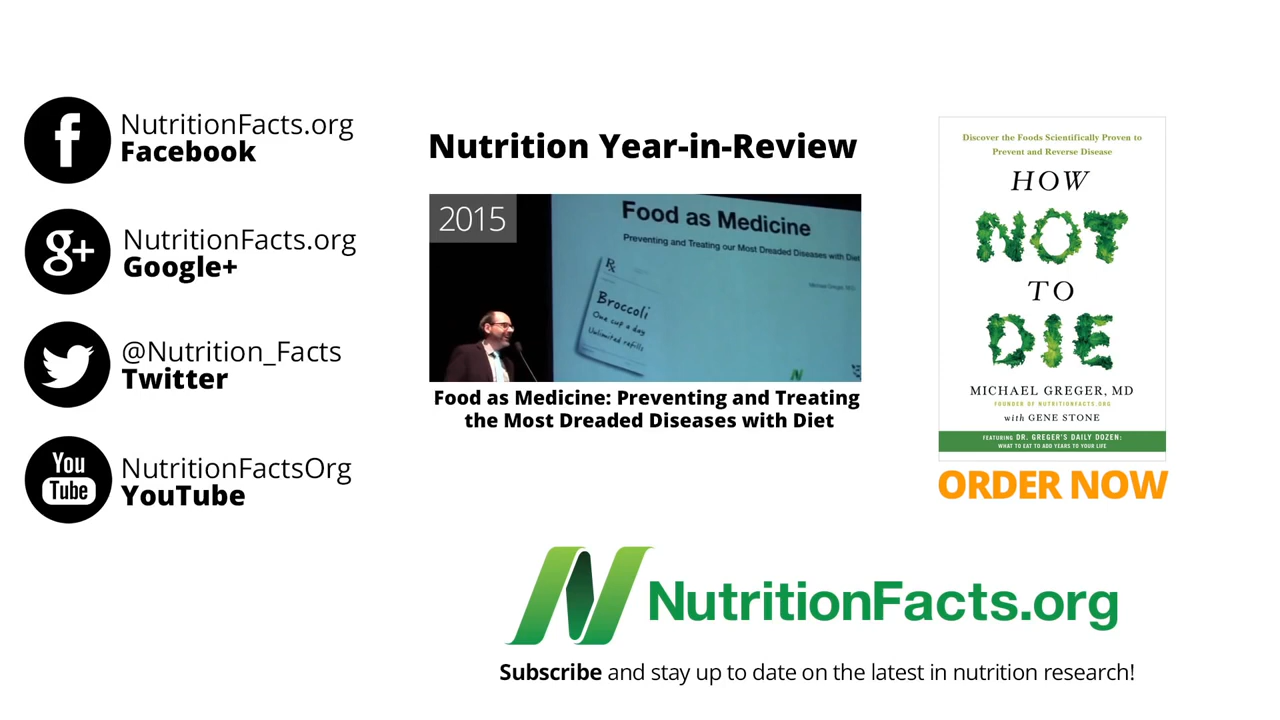 NutritionFacts.org
Facebook
NutritionFacts.org
Google+
@Nutrition_Facts
Twitter
You
Tube
NutritionFactsOrg
YouTube
Nutrition Year-in-Review
2015
Food as Medicine
Preventing and Treating our Most Dreaded Diseases with Diet
Michael Greger, M.D.
Rx
Broccoli
One cup a day
Unlimited refills
Food as Medicine: Preventing and Treating
the Most Dreaded Diseases with Diet
Discover the Foods Scientifically Proven to
Prevent and Reverse Disease
HOW
NOT
TO
DIE
MICHAEL GREGER, MD
FOUNDER OF NUTRITIONFACTS.ORG
with GENE STONE
FEATURING DR. GREGER'S DAILY DOZEN:
WHAT TO EAT TO ADD YEARS TO YOUR LIFE
ORDER NOW
NutritionFacts.org
Subscribe and stay up to date on the latest in nutrition research!